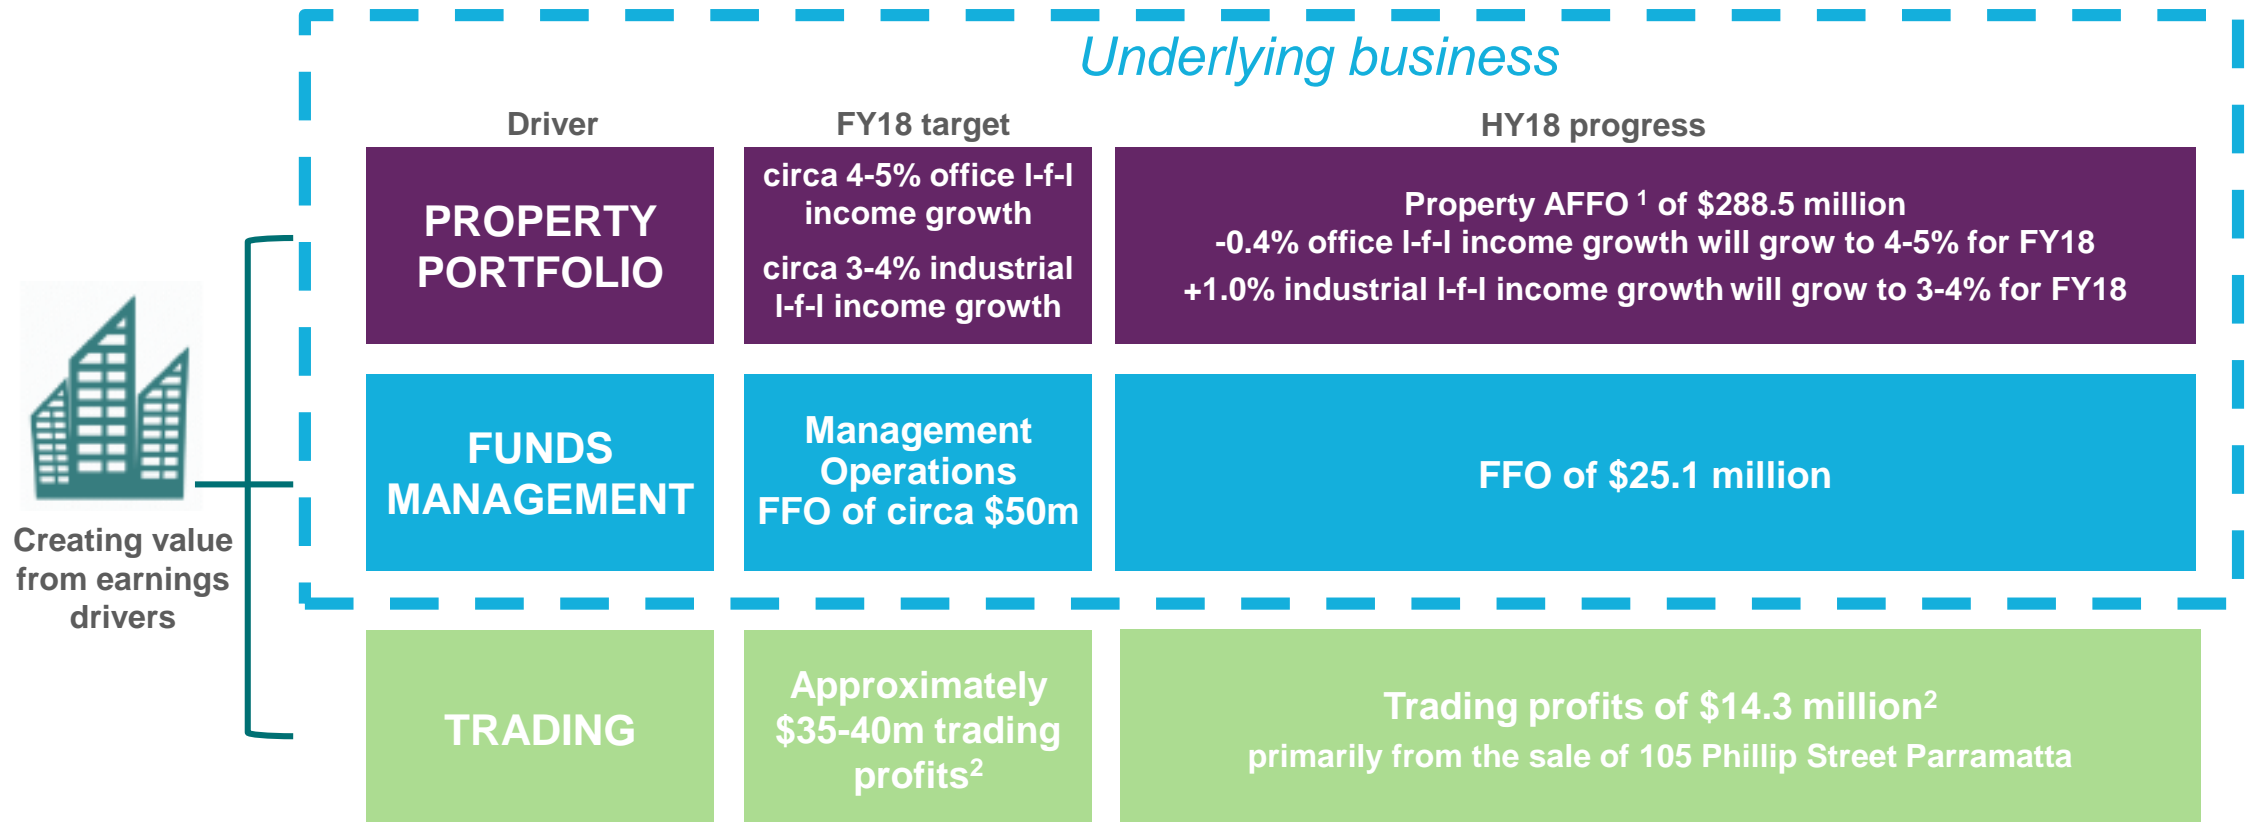 Underlying business
Driver
FY18 target
HY18 progress
PROPERTY
PORTFOLIO
circa 4-5% office l-f-l
income growth
circa 3-4% industrial
l-f-l income growth
Property AFFO ¹ of $288.5 million
-0.4% office l-f-l income growth will grow to 4-5% for FY18
+1.0% industrial l-f-l income growth will grow to 3-4% for FY18
FUNDS
MANAGEMENT
Management
Operations
FFO of circa $50m
FFO of $25.1 million
Creating value
from earnings
drivers
TRADING
Approximately
$35-40m trading
profits²
Trading profits of $14.3 million²
primarily from the sale of 105 Phillip Street Parramatta